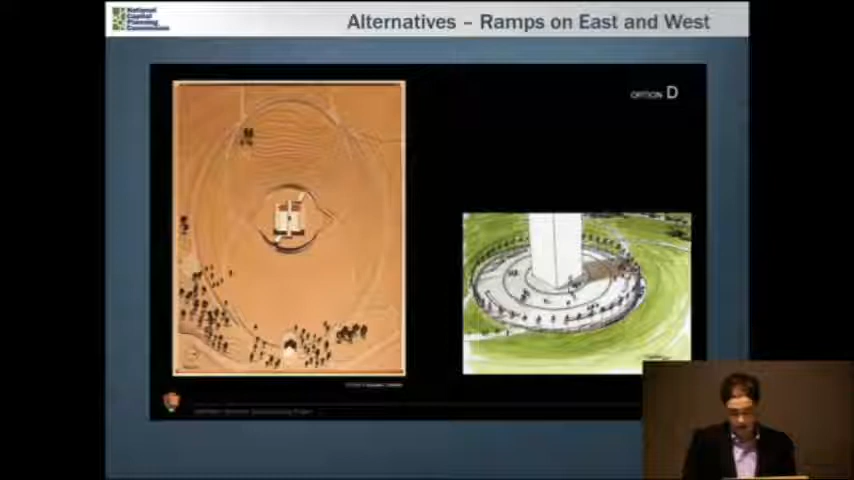 National
Capital
Planning
Commission
Alternatives – Ramps on East and West
OPTION D